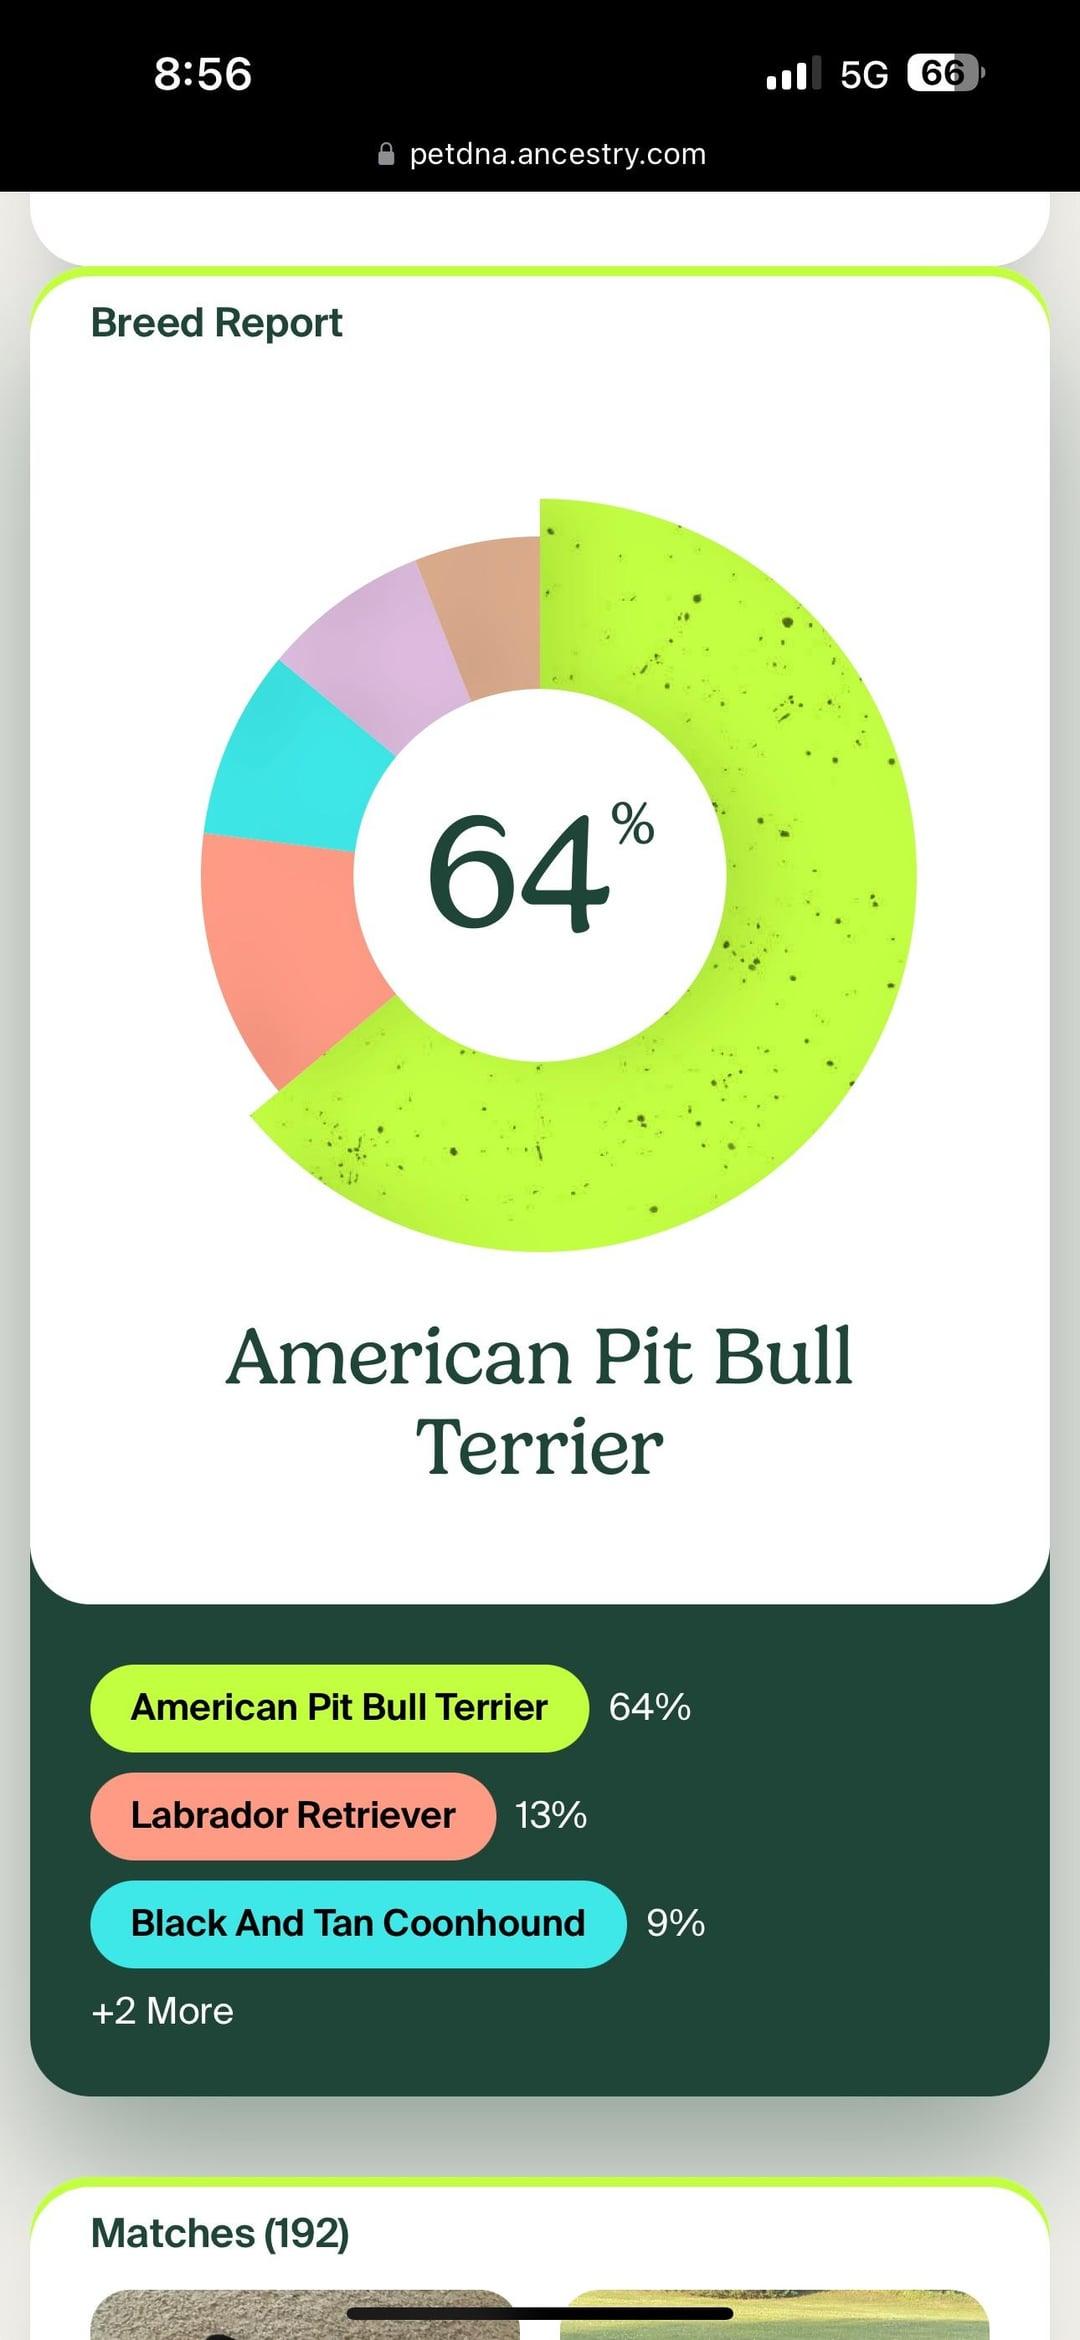 8:56
5G 66
petdna.ancestry.com
Breed Report
64%
American Pit Bull
Terrier
American Pit Bull Terrier 64%
Labrador Retriever 13%
Black And Tan Coonhound 9%
+2 More
Matches (192)